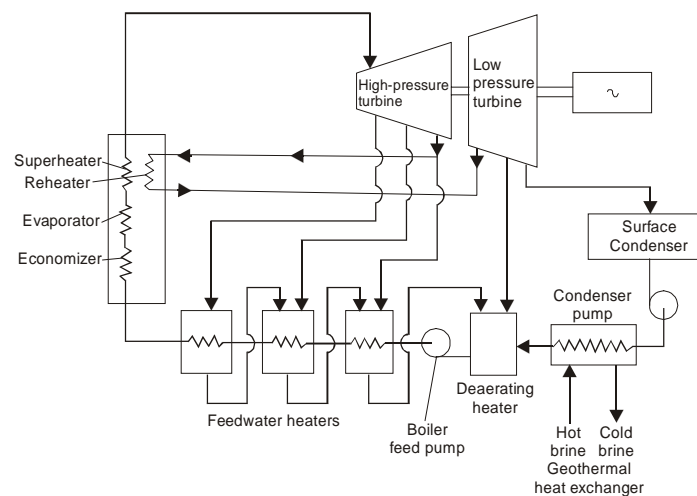 High-pressure
turbine
Low
pressure
turbine
~
Superheater
Reheater
Evaporator
Economizer
Surface
Condenser
Condenser
pump
Feedwater heaters
Boiler
feed pump
Deaerating
heater
Hot
brine
Cold
brine
Geothermal
heat exchanger